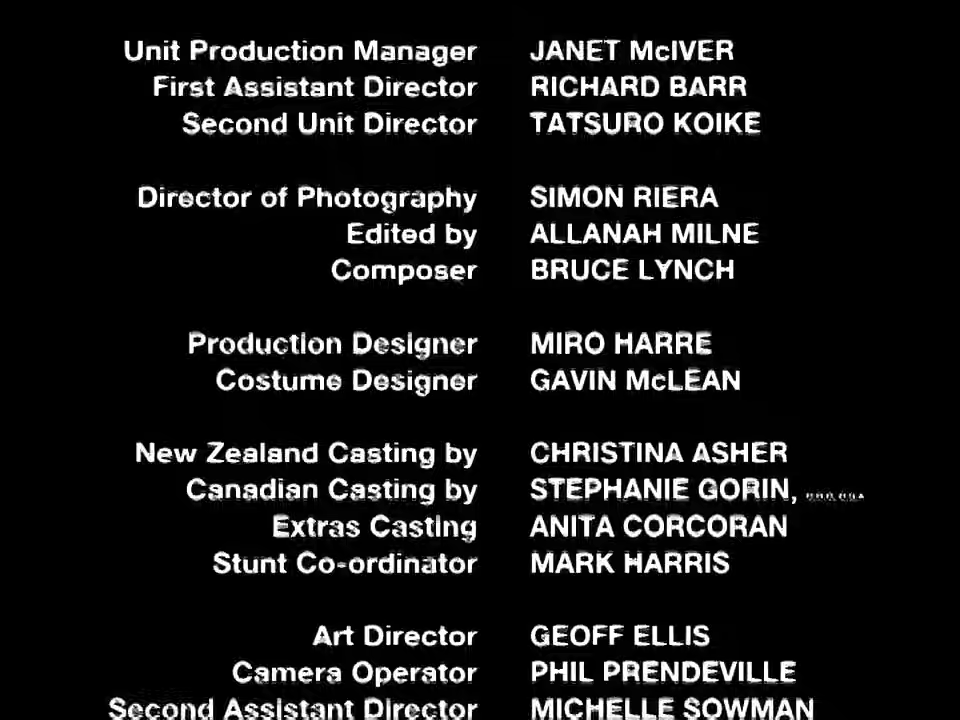 Unit Production Manager JANET McIVER
First Assistant Director RICHARD BARR
Second Unit Director TATSURO KOIKE
Director of Photography SIMON RIERA
Edited by ALLANAH MILNE
Composer BRUCE LYNCH
Production Designer MIRO HARRE
Costume Designer GAVIN McLEAN
New Zealand Casting by CHRISTINA ASHER
Canadian Casting by STEPHANIE GORIN,
Extras Casting ANITA CORCORAN
Stunt Co-ordinator MARK HARRIS
Art Director GEOFF ELLIS
Camera Operator PHIL PRENDEVILLE
Second Assistant Director MICHELLE SOWMAN